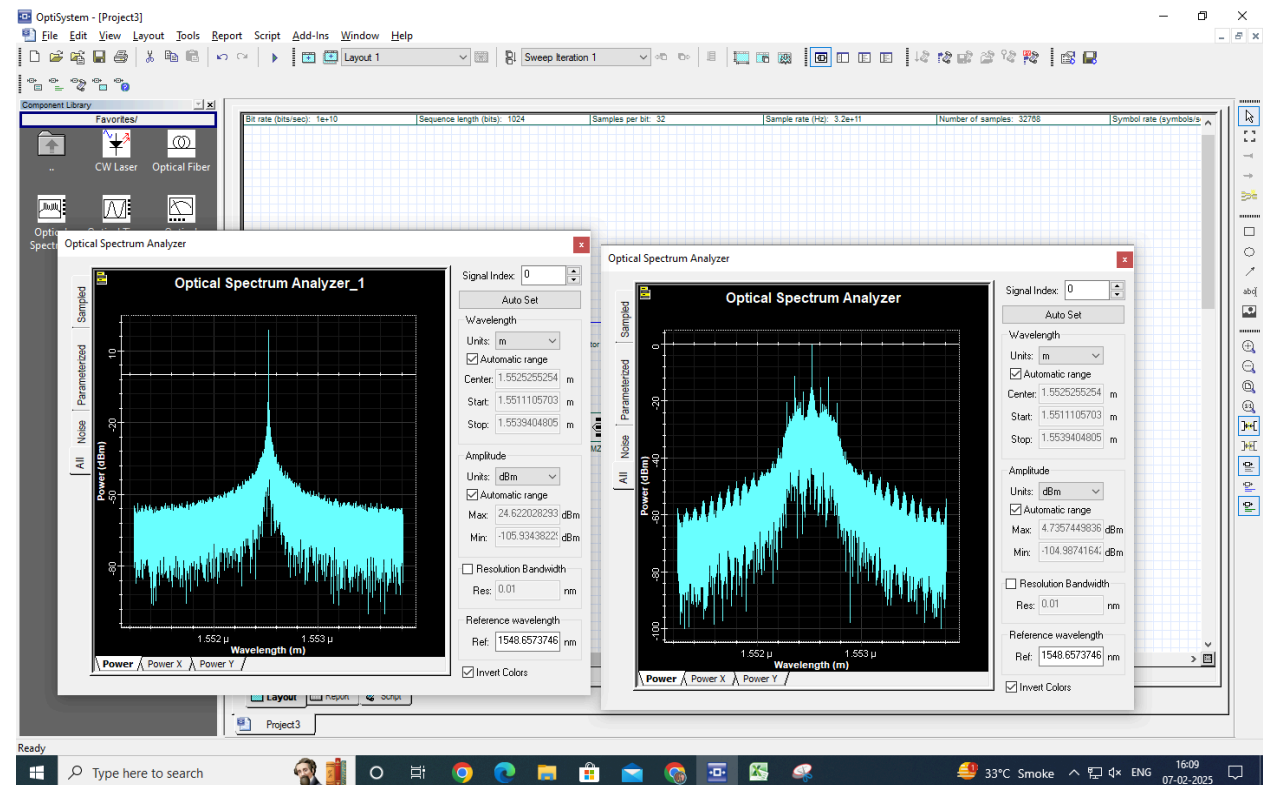 OptiSystem - [Project3]
File Edit View Layout Tools Report Script Add-Ins Window Help
Layout 1
Sweep Iteration 1
Component Library
Favorites/
..
CW Laser
Optical Fiber
Bit rate (bits/sec): 1e+10
Sequence length (bits): 1024
Samples per bit: 32
Sample rate (Hz): 3.2e+11
Number of samples: 32768
Symbol rate (symbols/s
Optical Spectrum Analyzer
Optical Spectrum Analyzer_1
Sampled
Parameterized
Noise
All
Power (dBm)
10
-20
-50
-80
1.552 µ
1.553 µ
Wavelength (m)
Power
Power X
Power Y
Signal Index: 0
Auto Set
Wavelength
Units: m
Automatic range
Center: 1.5525255254 m
Start: 1.5511105703 m
Stop: 1.5539404805 m
Amplitude
Units: dBm
Automatic range
Max: 24.622028293 dBm
Min: -105.9343822 dBm
Resolution Bandwidth
Res: 0.01 nm
Reference wavelength
Ref: 1548.6573746 nm
Invert Colors
Optical Spectrum Analyzer
Optical Spectrum Analyzer
Sampled
Parameterized
Noise
All
Power (dBm)
0
-20
-40
-60
-80
-100
1.552 µ
1.553 µ
Wavelength (m)
Power
Power X
Power Y
Signal Index: 0
Auto Set
Wavelength
Units: m
Automatic range
Center: 1.5525255254 m
Start: 1.5511105703 m
Stop: 1.5539404805 m
Amplitude
Units: dBm
Automatic range
Max: 4.7357449836 dBm
Min: -104.9874164 dBm
Resolution Bandwidth
Res: 0.01 nm
Reference wavelength
Ref: 1548.6573746 nm
Invert Colors
tor
MZ
abc
Layout
Report
Script
Project3
Ready
Type here to search
33°C Smoke
ENG
16:09
07-02-2025